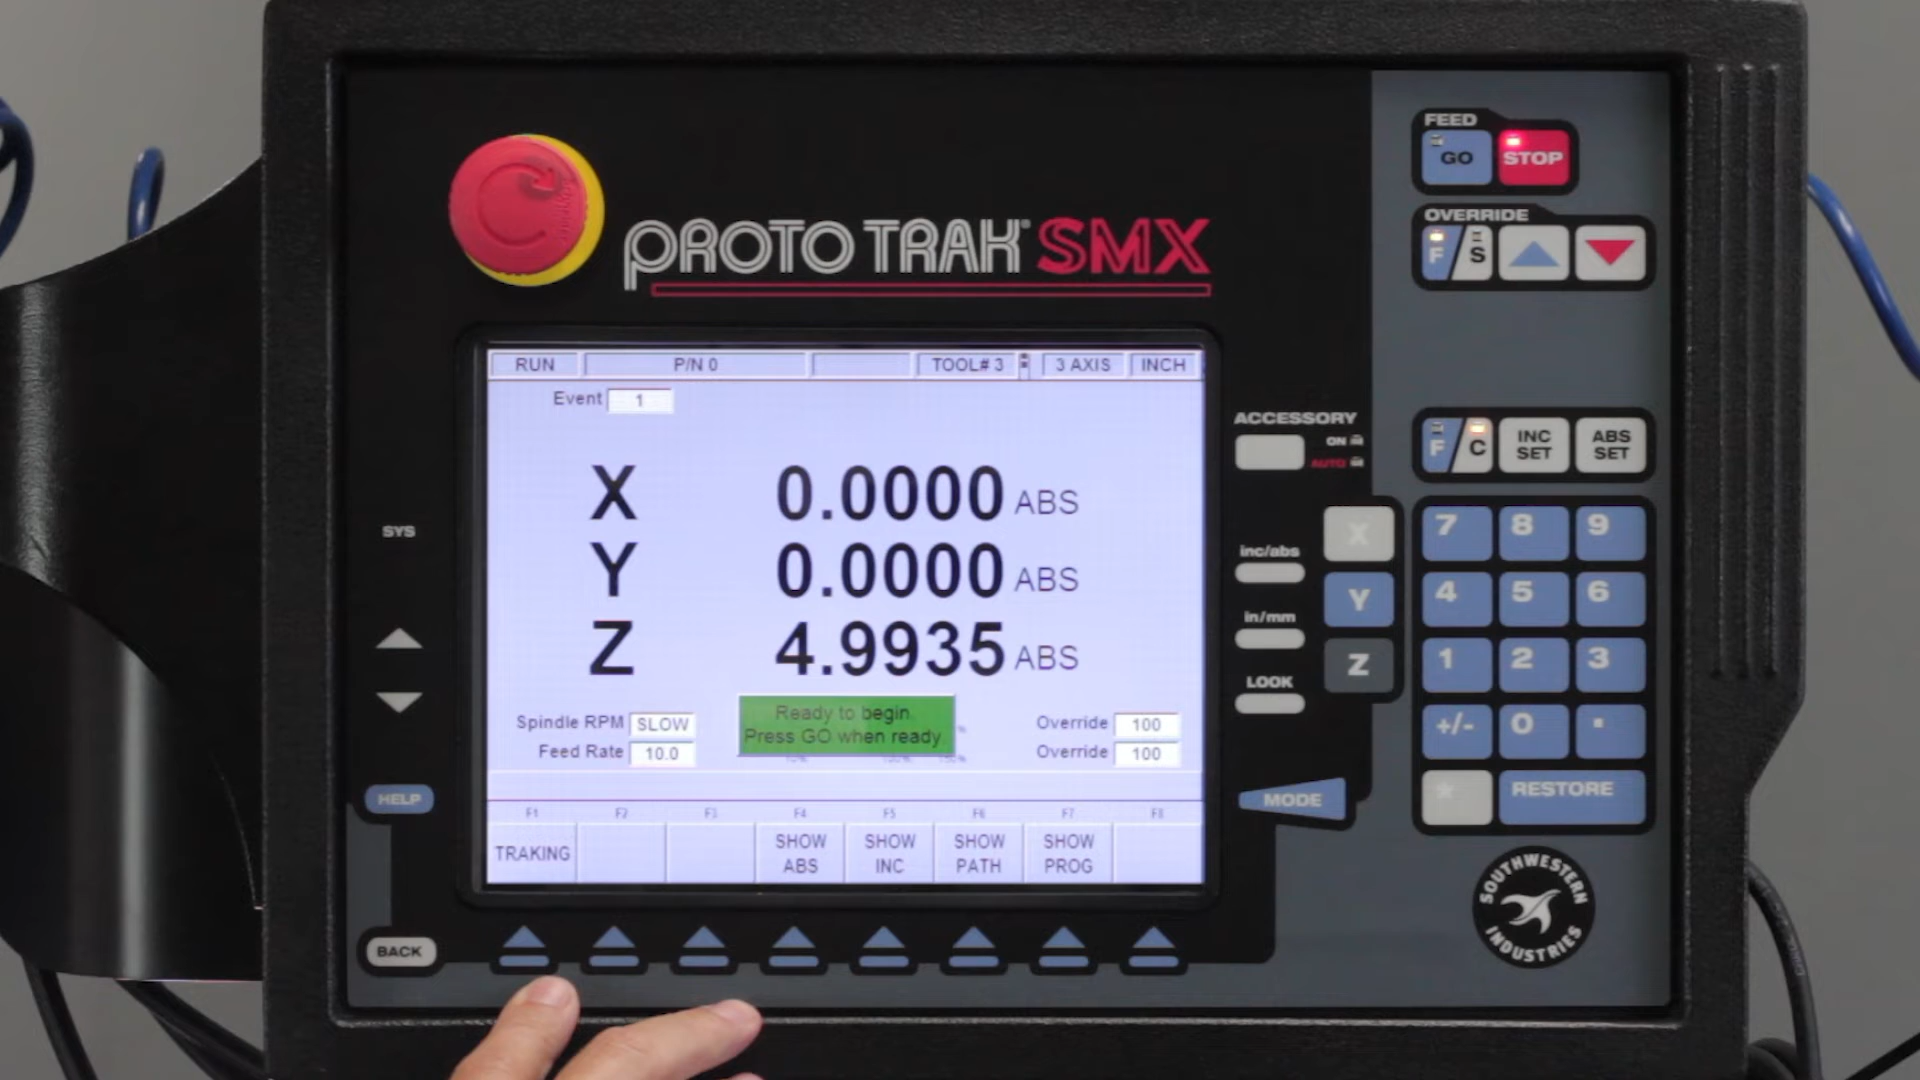 FEED
GO STOP
OVERRIDE
F S
PROTO TRAK SMX
RUN P/N 0 TOOL# 3 3 AXIS INCH
Event 1
X 0.0000 ABS
Y 0.0000 ABS
Z 4.9935 ABS
Ready to begin.
Press GO when ready
Spindle RPM SLOW
Feed Rate 10.0
Override 100
Override 100
F1 F2 F3 F4 F5 F6 F7 F8
TRAKING
SHOW ABS
SHOW INC
SHOW PATH
SHOW PROG
SYS
HELP
BACK
ACCESSORY
ON
AUTO
inc/abs
in/mm
LOOK
MODE
F C
INC SET
ABS SET
X
Y
Z
7 8 9
4 5 6
1 2 3
+/- 0 .
* RESTORE
SOUTHWESTERN
INDUSTRIES